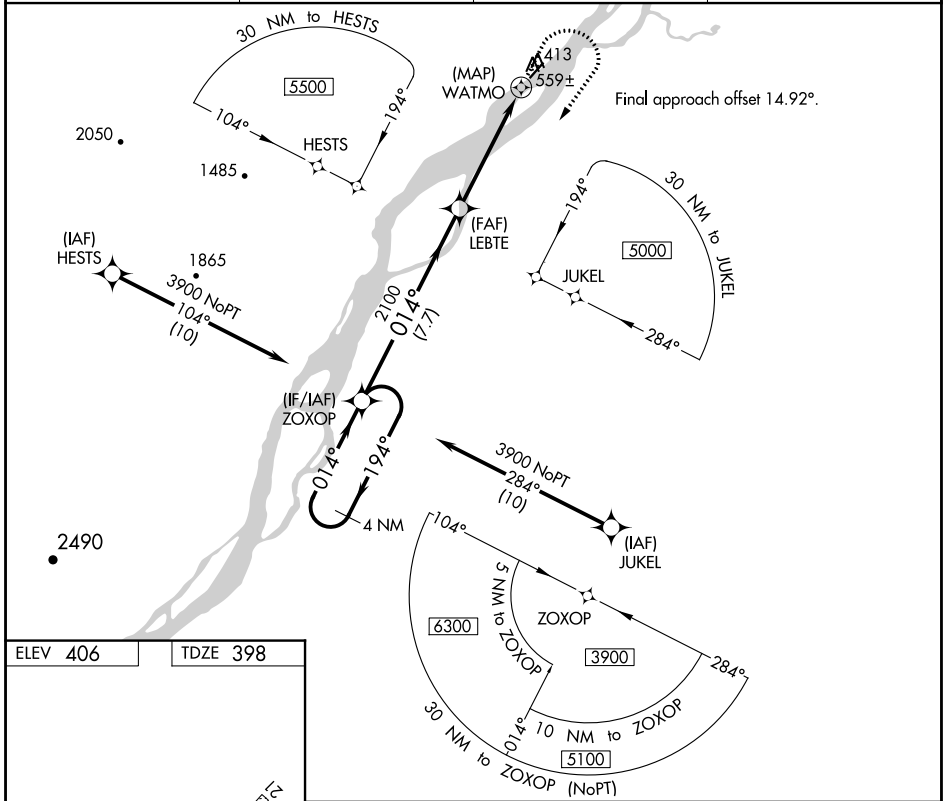 30 NM to HESTS
5500
104°
194°
HESTS
2050
1485
(MAP)
WATMO
413
559±
Final approach offset 14.92°.
(FAF)
LEBTE
194°
30 NM to JUKEL
5000
JUKEL
284°
(IAF)
HESTS
1865
3900 NoPT
104°
(10)
2100
014°
(7.7)
(IF/IAF)
ZOXOP
014°
194°
4 NM
3900 NoPT
284°
(10)
(IAF)
JUKEL
2490
104°
5 NM to ZOXOP
ZOXOP
6300
3900
284°
014°
10 NM to ZOXOP
5100
30 NM to ZOXOP (NoPT)
ELEV 406
TDZE 398
21